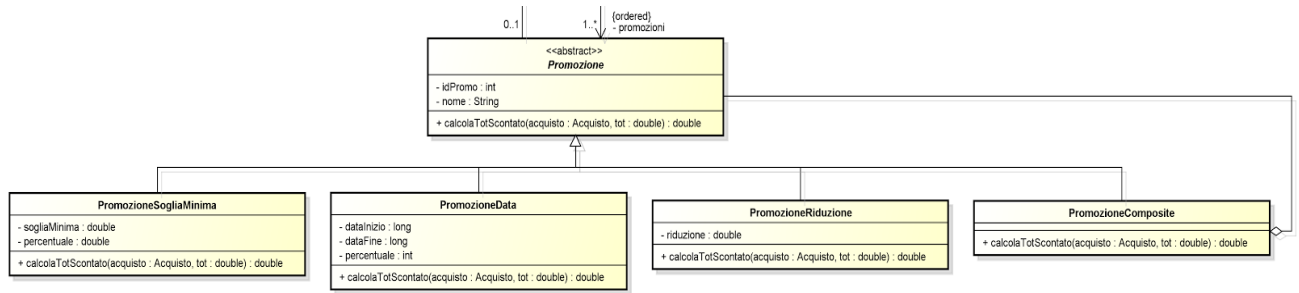 {ordered}
0..1
1..*
- promozioni
<<abstract>>
Promozione
- idPromo : int
- nome : String
+ calcolaTotScontato(acquisto : Acquisto, tot : double) : double
PromozioneSogliaMinima
- sogliaMinima : double
- percentuale : double
+ calcolaTotScontato(acquisto : Acquisto, tot : double) : double
PromozioneData
- dataInizio : long
- dataFine : long
- percentuale : int
+ calcolaTotScontato(acquisto : Acquisto, tot : double) : double
PromozioneRiduzione
- riduzione : double
+ calcolaTotScontato(acquisto : Acquisto, tot : double) : double
PromozioneComposite
+ calcolaTotScontato(acquisto : Acquisto, tot : double) : double